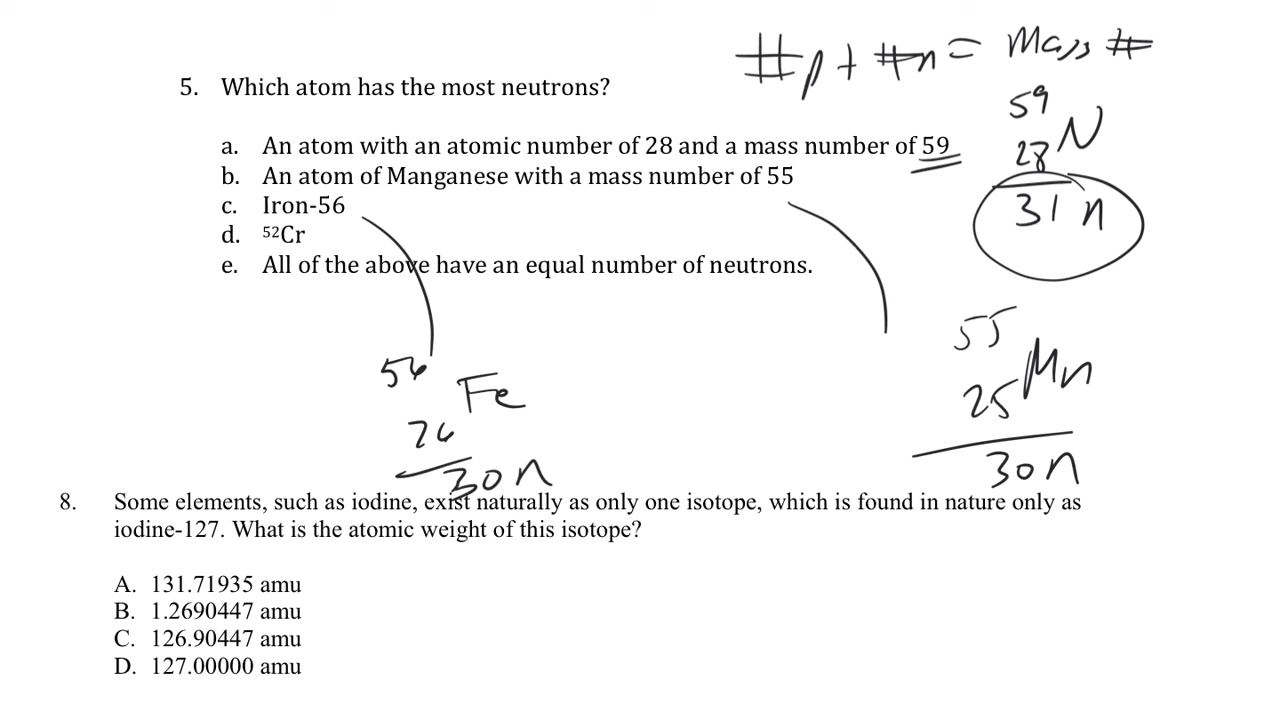 #p + #n = Mass #
5. Which atom has the most neutrons?
a. An atom with an atomic number of 28 and a mass number of 59
b. An atom of Manganese with a mass number of 55
c. Iron-56
d. ⁵²Cr
e. All of the above have an equal number of neutrons.
59
28 N
31 n
55
25 Mn
30n
56
26 Fe
30n
8. Some elements, such as iodine, exist naturally as only one isotope, which is found in nature only as
iodine-127. What is the atomic weight of this isotope?
A. 131.71935 amu
B. 1.2690447 amu
C. 126.90447 amu
D. 127.00000 amu